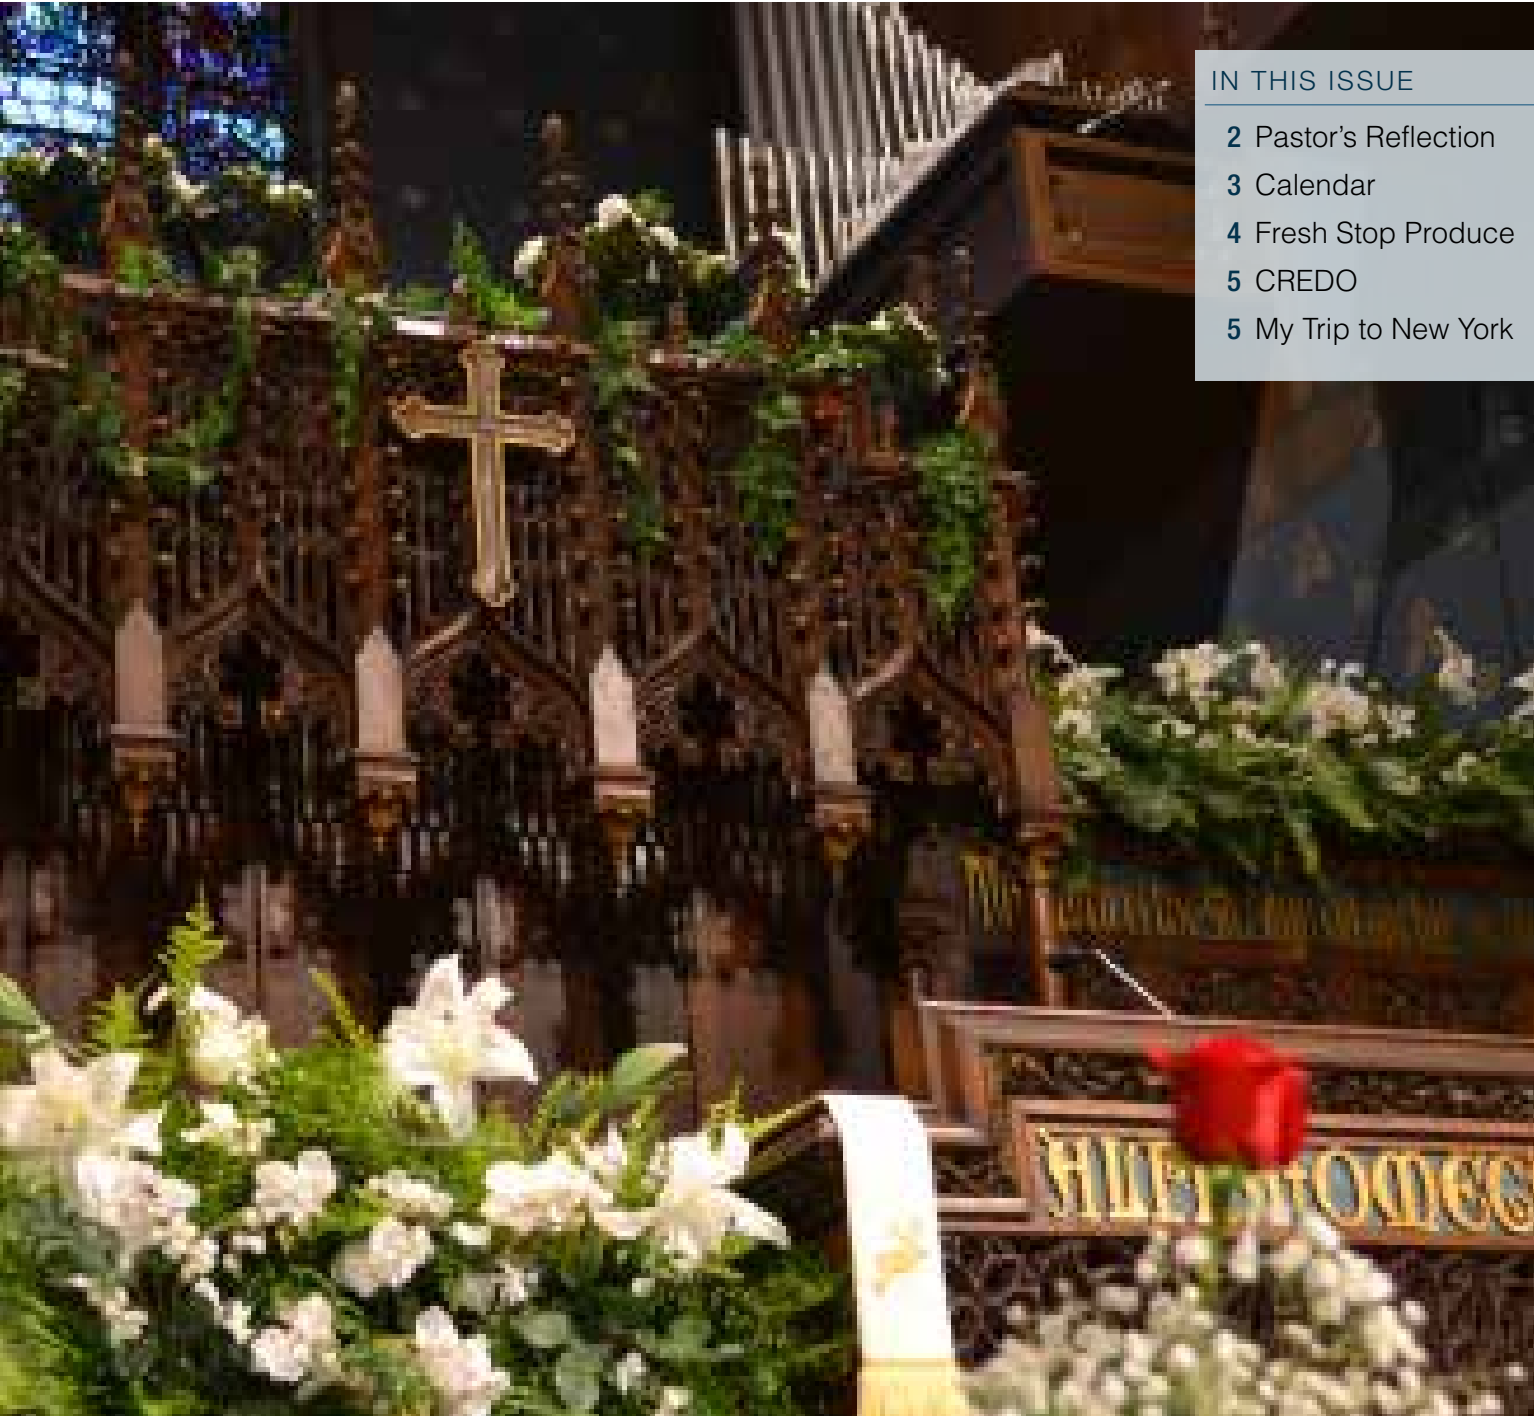 IN THIS ISSUE
2 Pastor’s Reflection
3 Calendar
4 Fresh Stop Produce
5 CREDO
5 My Trip to New York